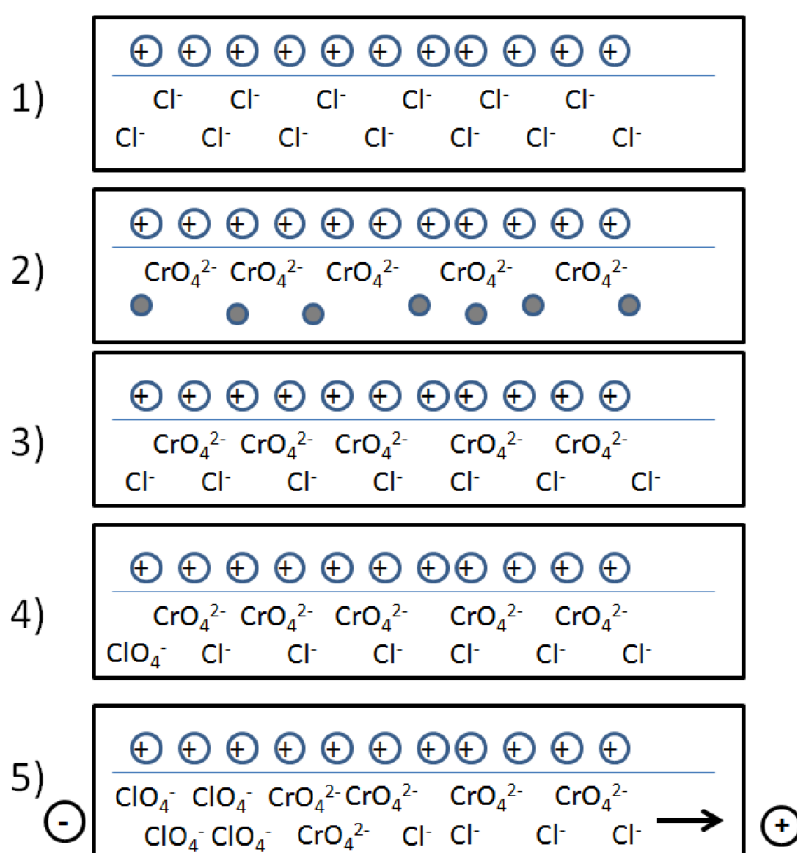 + + + + + + + + + + +
1)
Cl⁻ Cl⁻ Cl⁻ Cl⁻ Cl⁻ Cl⁻
Cl⁻ Cl⁻ Cl⁻ Cl⁻ Cl⁻ Cl⁻ Cl⁻
+ + + + + + + + + + +
2)
CrO₄²⁻ CrO₄²⁻ CrO₄²⁻ CrO₄²⁻ CrO₄²⁻
+ + + + + + + + + + +
3)
CrO₄²⁻ CrO₄²⁻ CrO₄²⁻ CrO₄²⁻ CrO₄²⁻
Cl⁻ Cl⁻ Cl⁻ Cl⁻ Cl⁻ Cl⁻ Cl⁻
+ + + + + + + + + + +
4)
CrO₄²⁻ CrO₄²⁻ CrO₄²⁻ CrO₄²⁻ CrO₄²⁻
ClO₄⁻ Cl⁻ Cl⁻ Cl⁻ Cl⁻ Cl⁻ Cl⁻
+ + + + + + + + + + +
5)
ClO₄⁻ ClO₄⁻ CrO₄²⁻ CrO₄²⁻ CrO₄²⁻ CrO₄²⁻
- ClO₄⁻ ClO₄⁻ CrO₄²⁻ Cl⁻ Cl⁻ Cl⁻ Cl⁻ +